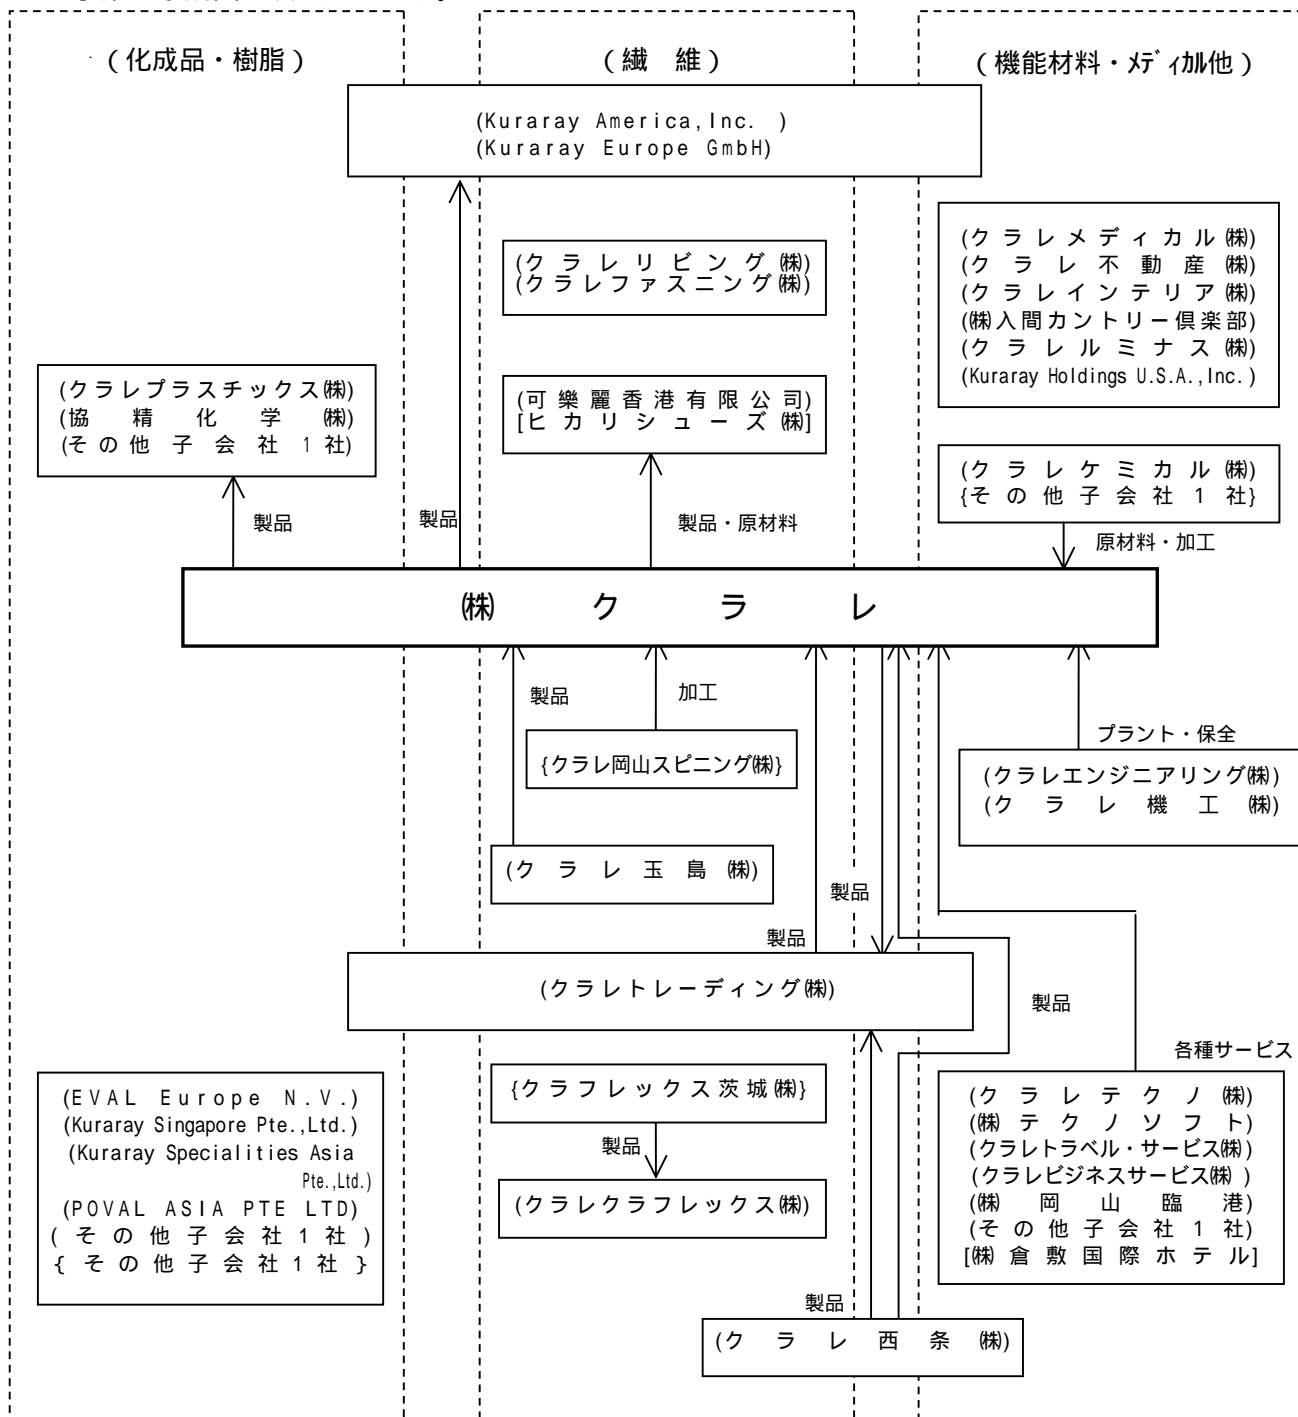 (化成品・樹脂)
(繊 維)
(機能材料・メディカル他)
(Kuraray America,Inc. )
(Kuraray Europe GmbH)
(クラレリビング㈱)
(クラレファスニング㈱)
(クラレメディカル㈱)
(クラレ不動産㈱)
(クラレインテリア㈱)
(㈱入間カントリー倶楽部)
(クラレルミナス㈱)
(Kuraray Holdings U.S.A.,Inc.)
(クラレプラスチックス㈱)
(協精化学㈱)
(その他子会社1社)
(可樂麗香港有限公司)
[ヒカリシューズ㈱]
(クラレケミカル㈱)
{その他子会社1社}
製品
製品
製品・原材料
原材料・加工
㈱クラレ
製品
加工
プラント・保全
{クラレ岡山スピニング㈱}
(クラレエンジニアリング㈱)
(クラレ機工㈱)
(クラレ玉島㈱)
製品
製品
(クラレトレーディング㈱)
製品
各種サービス
(EVAL Europe N.V.)
(Kuraray Singapore Pte.,Ltd.)
(Kuraray Specialities Asia
Pte.,Ltd.)
(POVAL ASIA PTE LTD)
(その他子会社1社)
{その他子会社1社}
{クラフレックス茨城㈱}
製品
(クラレクラフレックス㈱)
(クラレテクノ㈱)
(㈱テクノソフト)
(クラレトラベル・サービス㈱)
(クラレビジネスサービス㈱)
(㈱岡山臨港)
(その他子会社1社)
[㈱倉敷国際ホテル]
製品
(クラレ西条㈱)